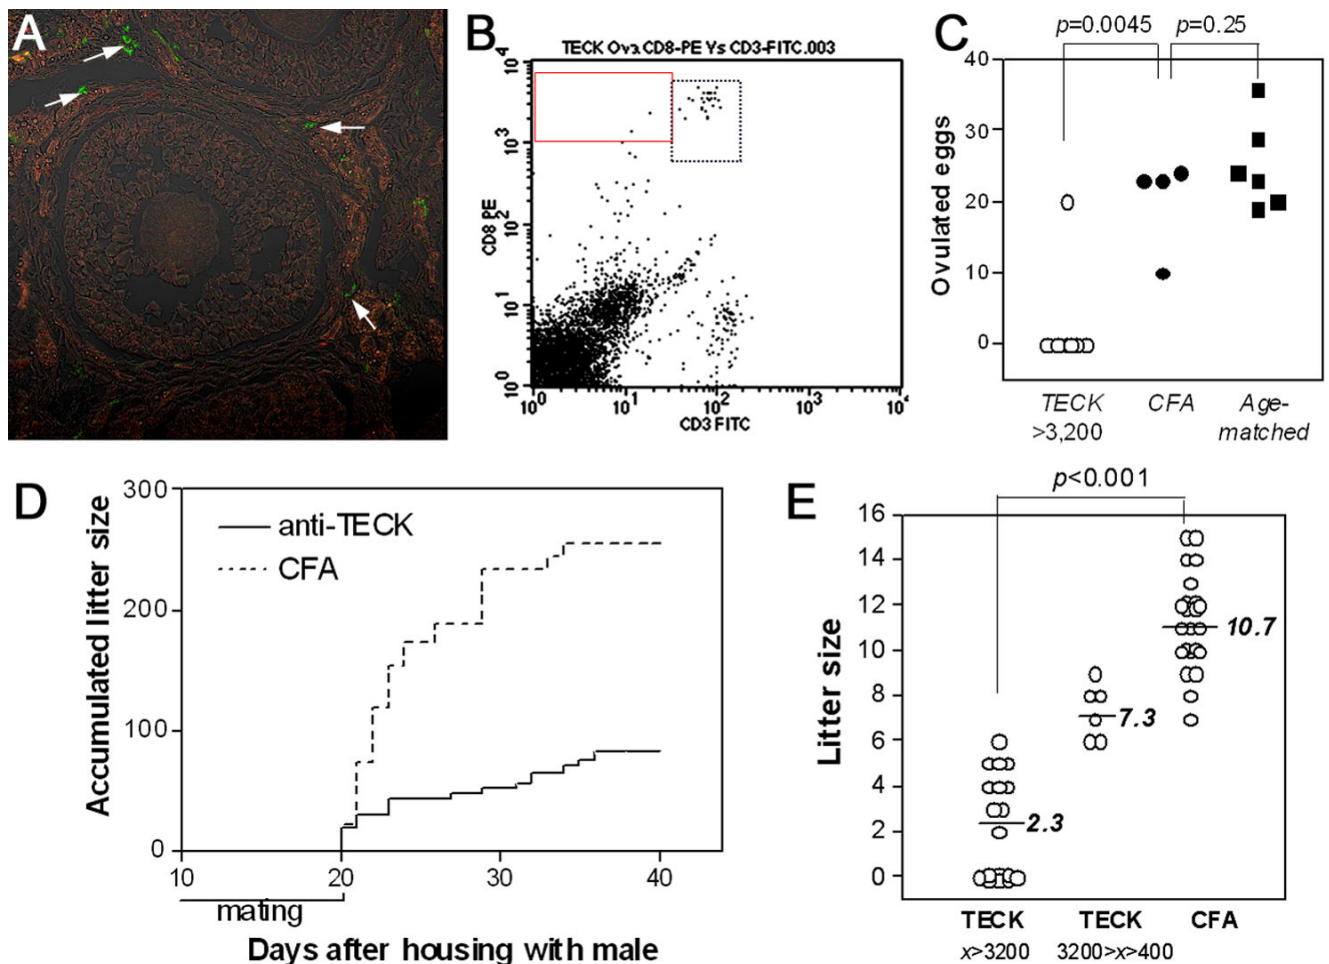 A
B
TECK Ova CD8-PE Vs CD3-FITC.003
10^4
10^3
10^2
10^1
10^0
CD8 PE
10^0 10^1 10^2 10^3 10^4
CD3 FITC
C
p=0.0045 p=0.25
40
30
20
10
0
Ovulated eggs
TECK CFA Age-
>3,200 matched
D
300
200
100
0
Accumulated litter size
anti-TECK
CFA
10 20 30 40
mating
Days after housing with male
E
p<0.001
16
14
12
10
8
6
4
2
0
Litter size
10.7
7.3
2.3
TECK TECK CFA
x>3200 3200>x>400